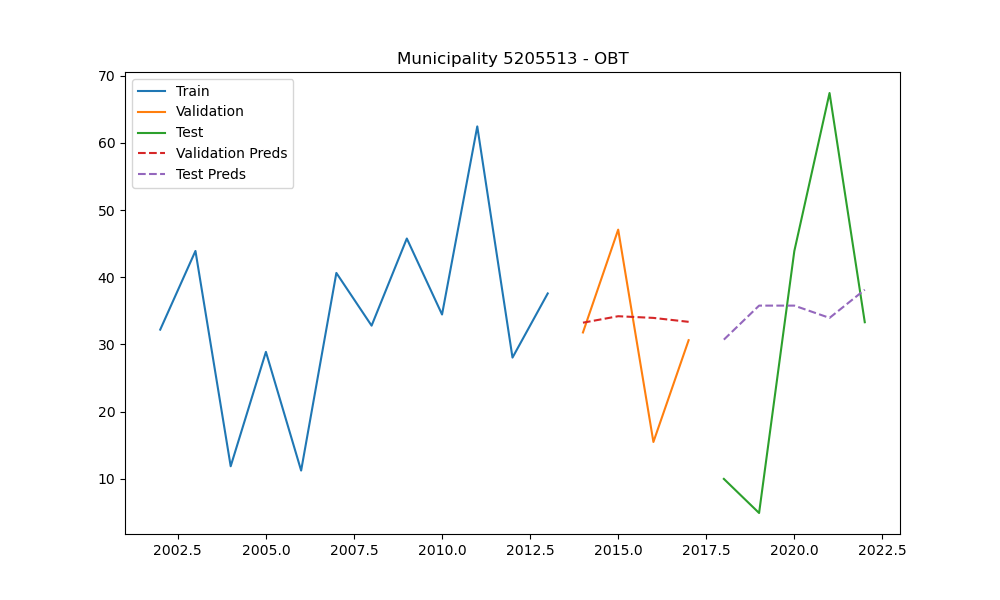 Municipality 5205513 - OBT
70
60
50
40
30
20
10
Train
Validation
Test
Validation Preds
Test Preds
2002.5 2005.0 2007.5 2010.0 2012.5 2015.0 2017.5 2020.0 2022.5